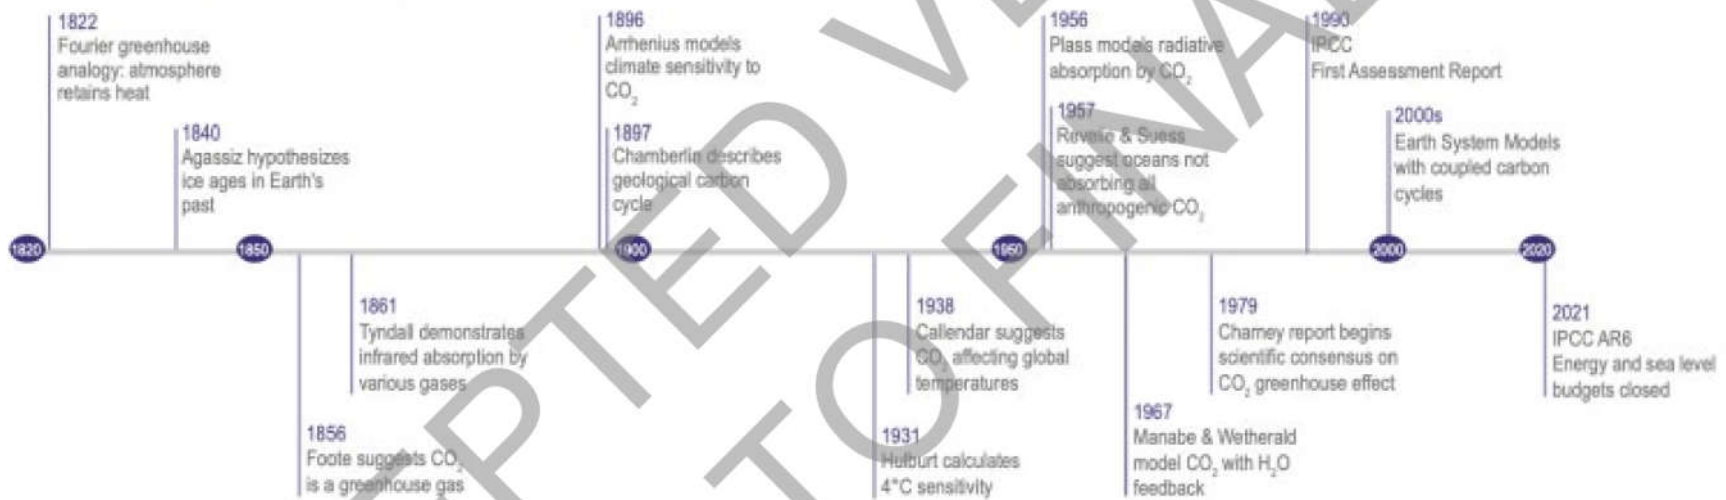 1822
Fourier greenhouse
analogy: atmosphere
retains heat
1840
Agassiz hypothesizes
ice ages in Earth's
past
1896
Arrhenius models
climate sensitivity to
CO₂
1897
Chamberlin describes
geological carbon
cycle
1956
Plass models radiative
absorption by CO₂
1957
Revelle & Suess
suggest oceans not
absorbing all
anthropogenic CO₂
1990
IPCC
First Assessment Report
2000s
Earth System Models
with coupled carbon
cycles
1820 1850 1900 1950 2000 2020
1856
Foote suggests CO₂
is a greenhouse gas
1861
Tyndall demonstrates
infrared absorption by
various gases
1931
Hulburt calculates
4°C sensitivity
1938
Callendar suggests
CO₂ affecting global
temperatures
1967
Manabe & Wetherald
model CO₂ with H₂O
feedback
1979
Charney report begins
scientific consensus on
CO₂ greenhouse effect
2021
IPCC AR6
Energy and sea level
budgets closed